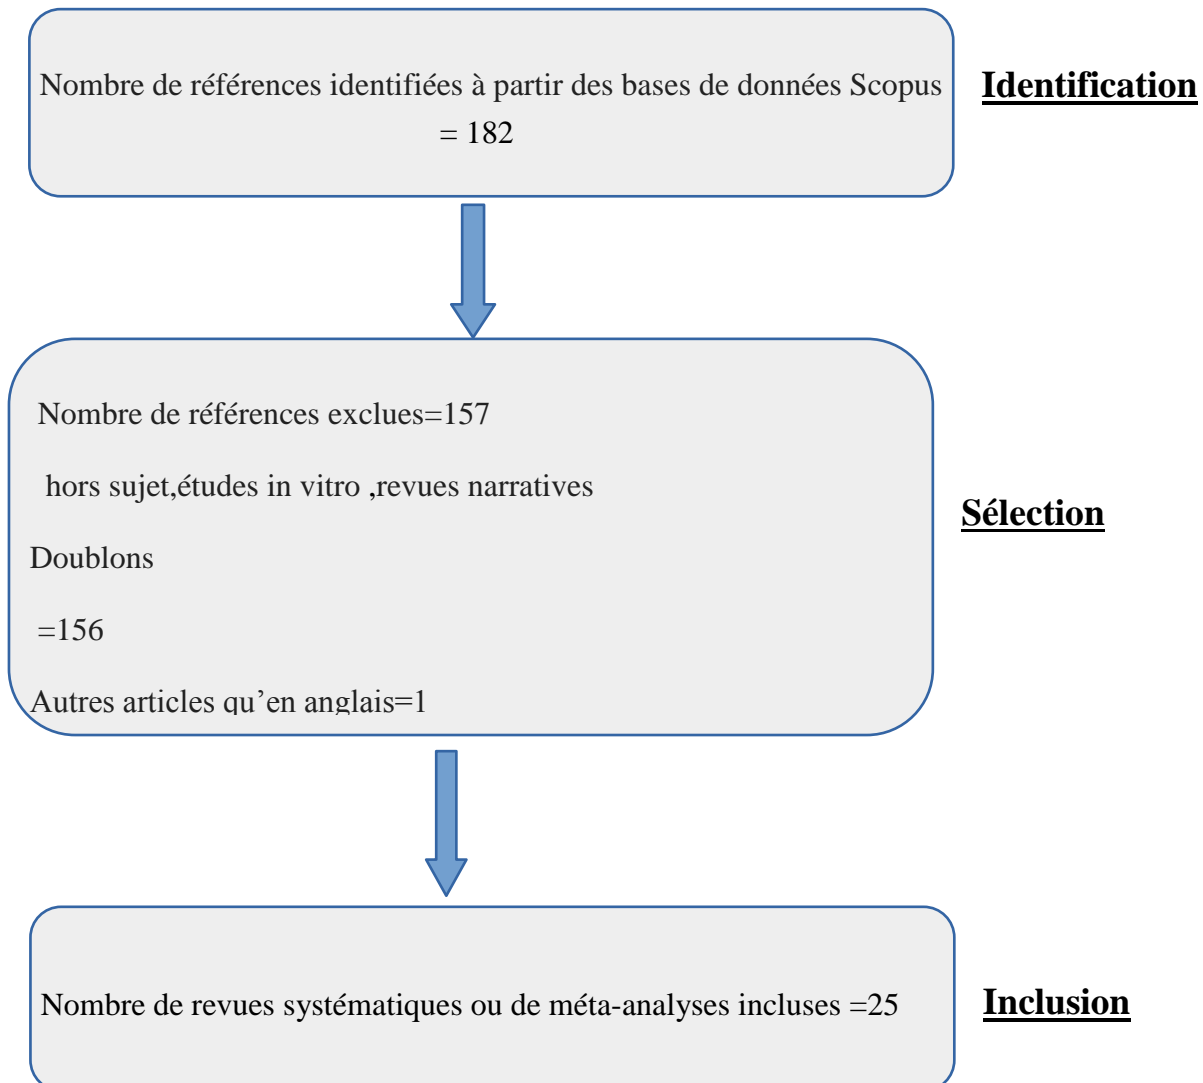 Nombre de références identifiées à partir des bases de données Scopus
= 182
Identification
Nombre de références exclues=157
hors sujet,études in vitro ,revues narratives
Doublons
=156
Autres articles qu’en anglais=1
Sélection
Nombre de revues systématiques ou de méta-analyses incluses =25
Inclusion